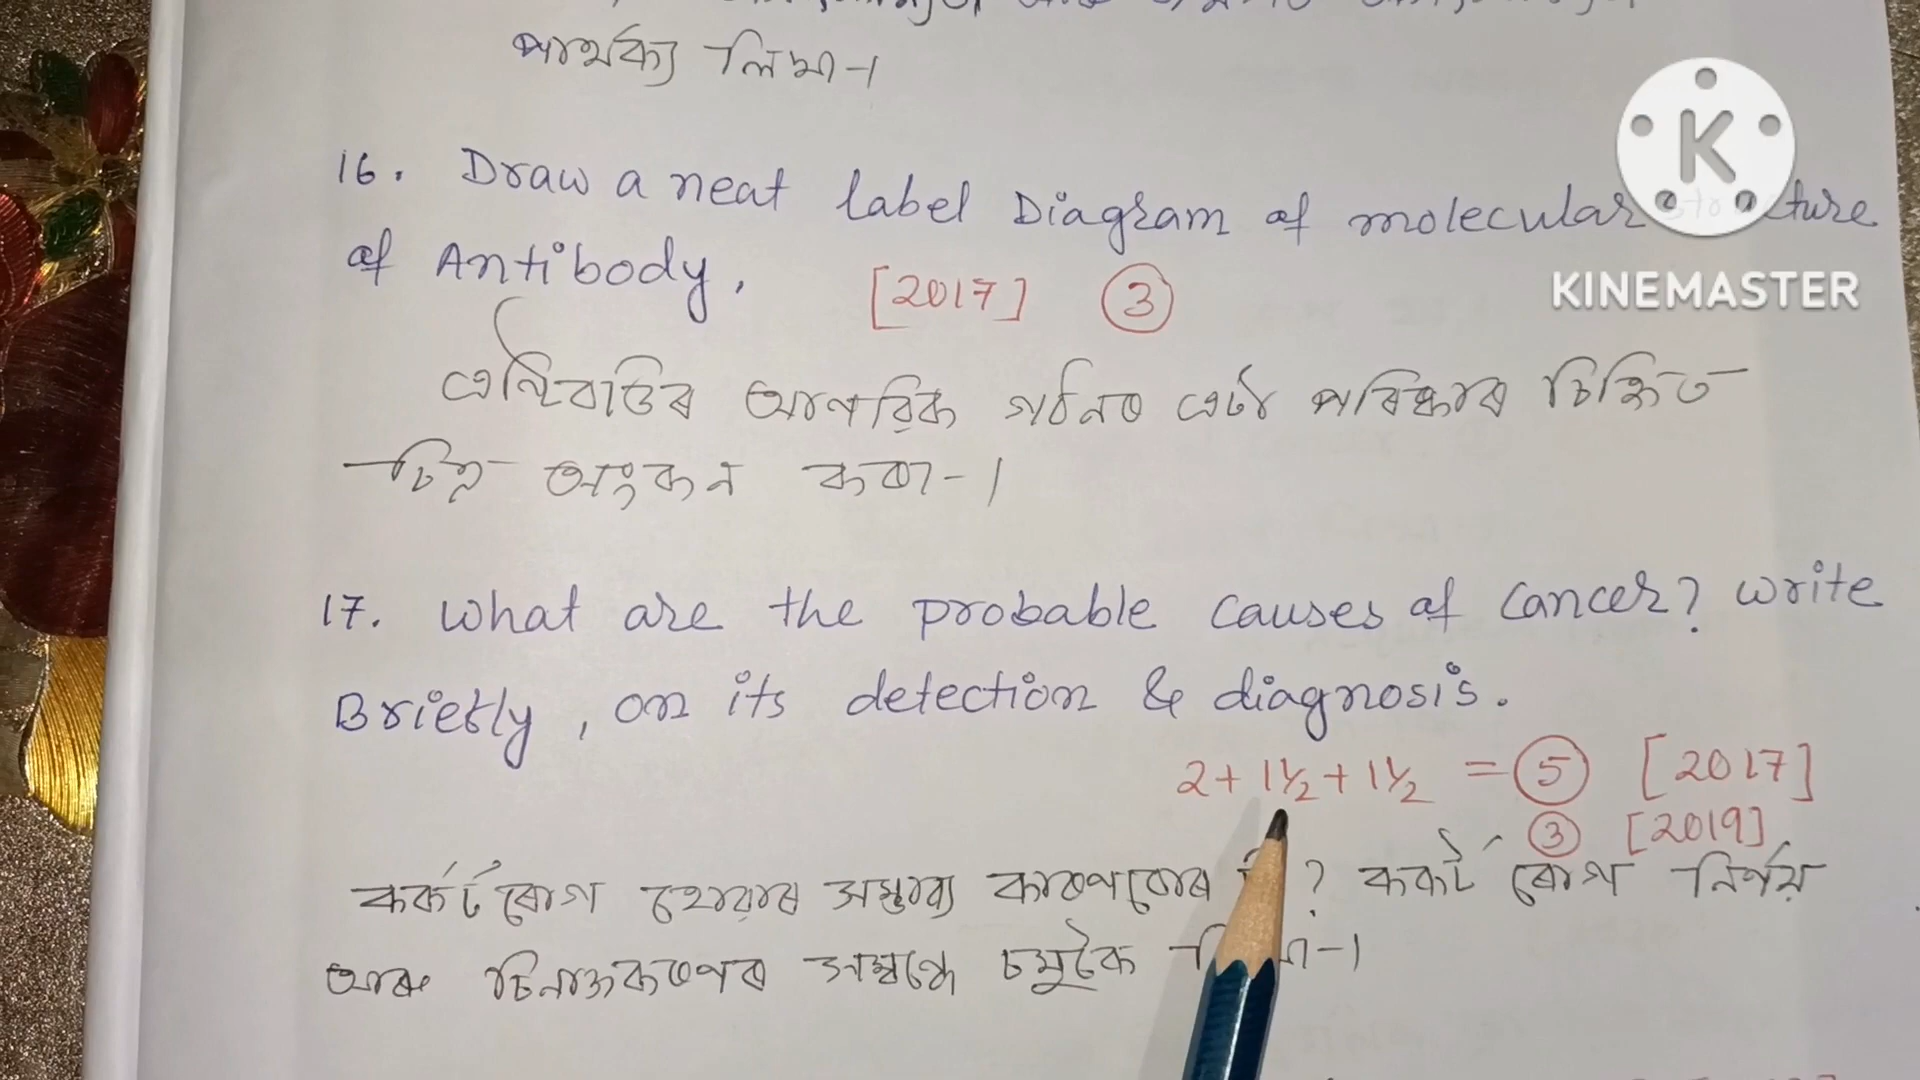 পাৰ্থক্য লিখা-।
16. Draw a neat label Diagram of molecular structure
of Antibody. [2017] ③
এন্টিবডিৰ আণৱিক গঠনৰ এটা পৰিষ্কাৰ চিহ্নিত
চিত্ৰ অংকন কৰা-।
17. What are the probable causes of cancer? write
Briefly, on its detection & diagnosis.
2+1½+1½ = ⑤ [2017]
③ [2019]
কৰ্কট ৰোগ হোৱাৰ সম্ভাব্য কাৰণবোৰ ? কৰ্কট ৰোগ নিৰ্ণয়
আৰু চিনাক্তকৰণৰ সম্বন্ধে চমুকৈ
K
KINEMASTER